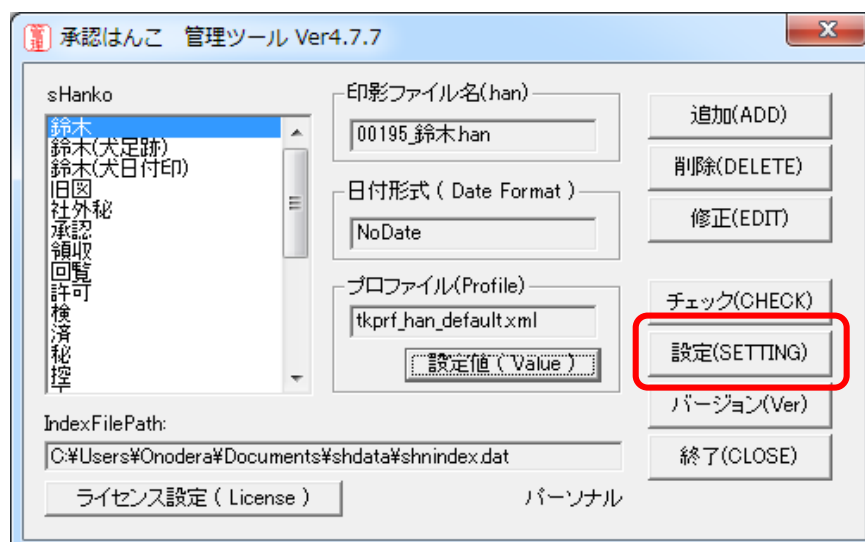 承認はんこ　管理ツール Ver4.7.7
sHanko
鈴木
鈴木(犬足跡)
鈴木(犬日付印)
旧図
社外秘
承認
領収
回覧
許可
検
済
秘
控
印影ファイル名(.han)
00195_鈴木.han
日付形式 ( Date Format )
NoDate
プロファイル(Profile)
tkprf_han_default.xml
設定値 ( Value )
追加(ADD)
削除(DELETE)
修正(EDIT)
チェック(CHECK)
設定(SETTING)
バージョン(Ver)
終了(CLOSE)
IndexFilePath:
C:¥Users¥Onodera¥Documents¥shdata¥shnindex.dat
ライセンス設定 ( License )
パーソナル